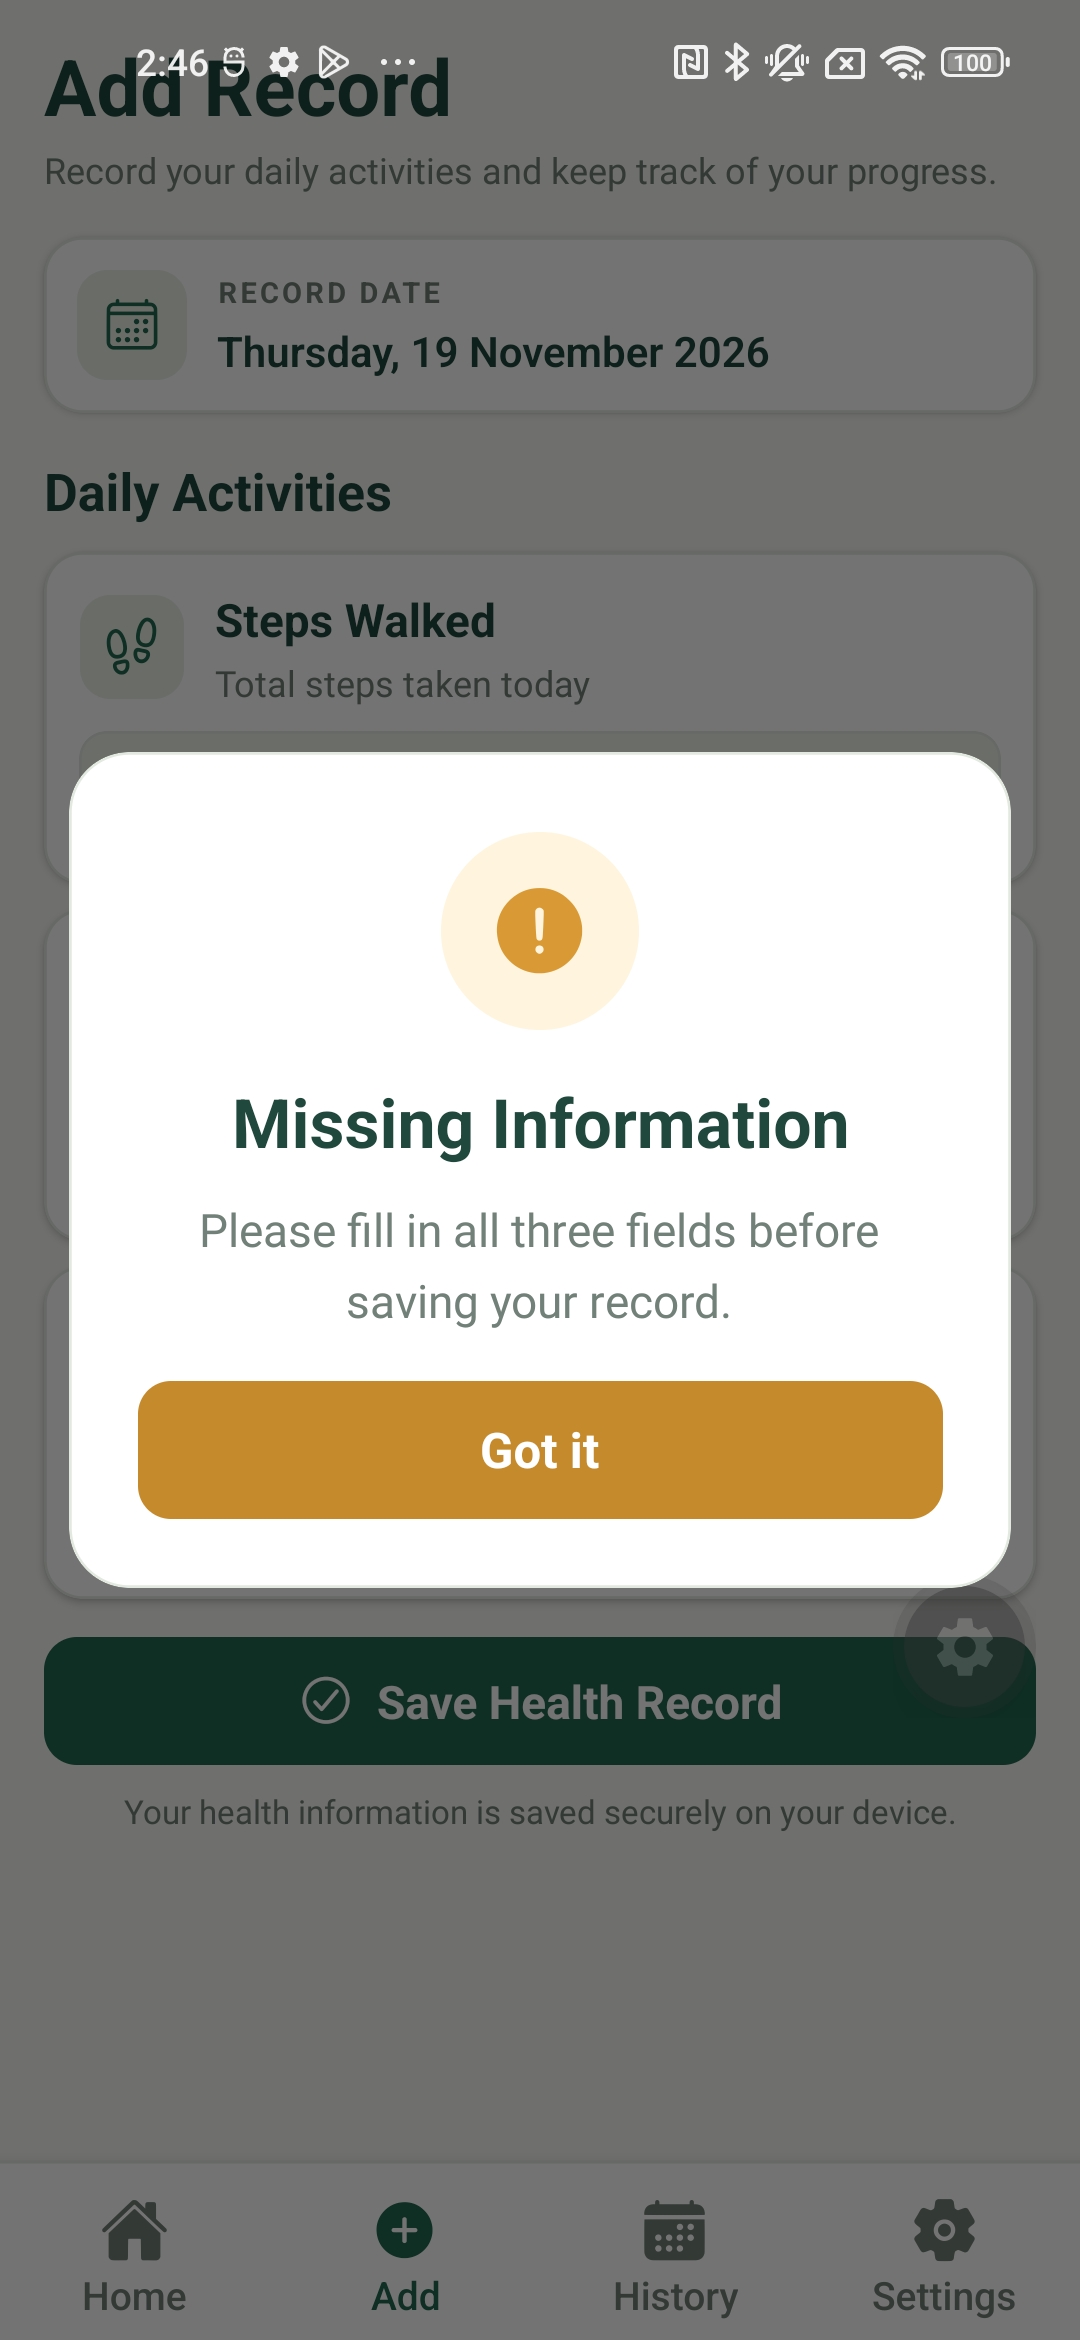 2:46
100
Add Record
Record your daily activities and keep track of your progress.
RECORD DATE
Thursday, 19 November 2026
Daily Activities
Steps Walked
Total steps taken today
Missing Information
Please fill in all three fields before
saving your record.
Got it
Save Health Record
Your health information is saved securely on your device.
Home
Add
History
Settings